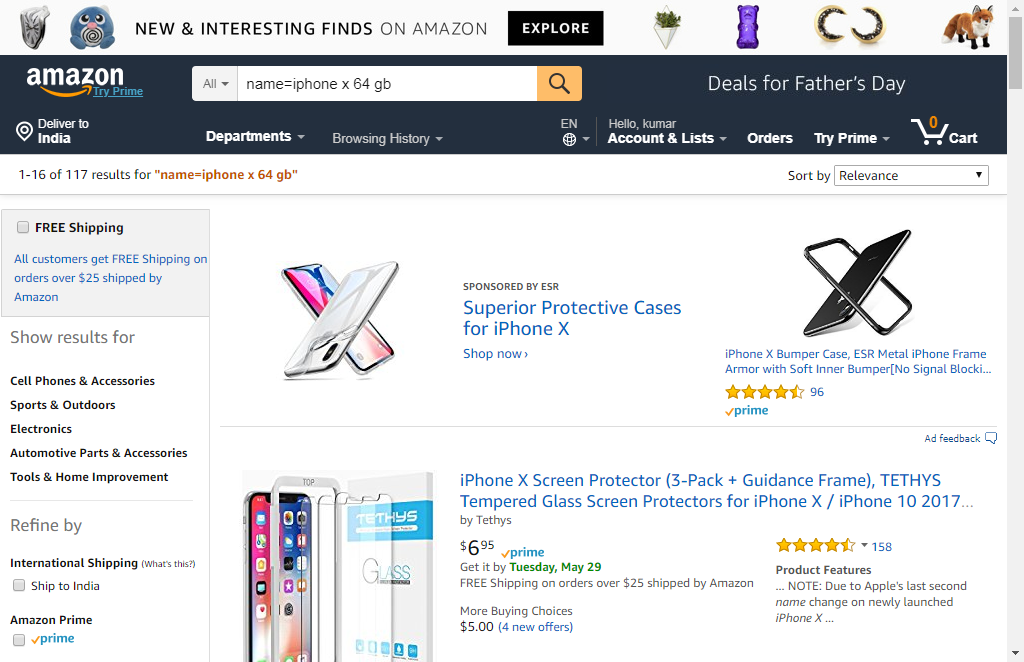 NEW & INTERESTING FINDS ON AMAZON
EXPLORE
amazon
Try Prime
All
name=iphone x 64 gb
Deals for Father's Day
Deliver to
India
Departments
Browsing History
EN
Hello, kumar
Account & Lists
Orders
Try Prime
0
Cart
1-16 of 117 results for "name=iphone x 64 gb"
Sort by
Relevance
FREE Shipping
All customers get FREE Shipping on
orders over $25 shipped by
Amazon
Show results for
Cell Phones & Accessories
Sports & Outdoors
Electronics
Automotive Parts & Accessories
Tools & Home Improvement
Refine by
International Shipping (What's this?)
Ship to India
Amazon Prime
prime
SPONSORED BY ESR
Superior Protective Cases
for iPhone X
Shop now ›
iPhone X Bumper Case, ESR Metal iPhone Frame
Armor with Soft Inner Bumper[No Signal Blocki...
96
prime
Ad feedback
TOP
TETHYS
GLASS
iPhone X Screen Protector (3-Pack + Guidance Frame), TETHYS
Tempered Glass Screen Protectors for iPhone X / iPhone 10 2017...
by Tethys
$6 95
prime
Get it by Tuesday, May 29
FREE Shipping on orders over $25 shipped by Amazon
More Buying Choices
$5.00 (4 new offers)
158
Product Features
... NOTE: Due to Apple's last second
name change on newly launched
iPhone X ...